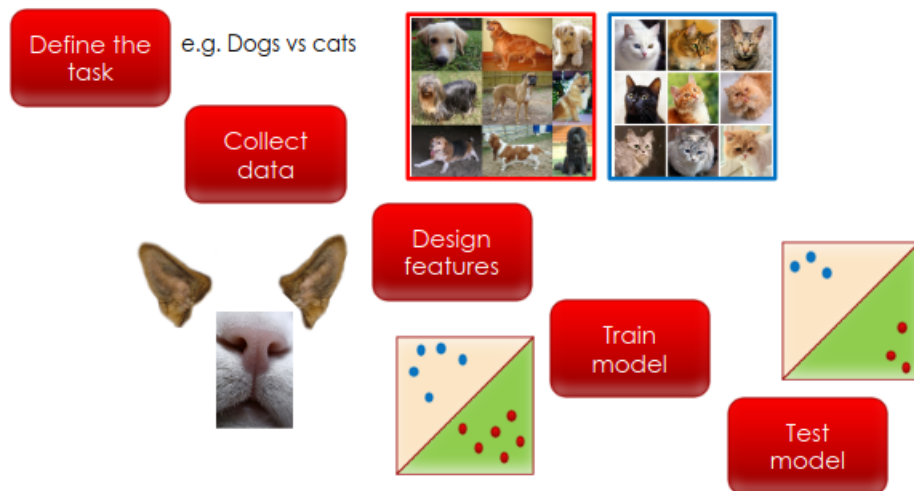 Define the
task
e.g. Dogs vs cats
Collect
data
Design
features
Train
model
Test
model